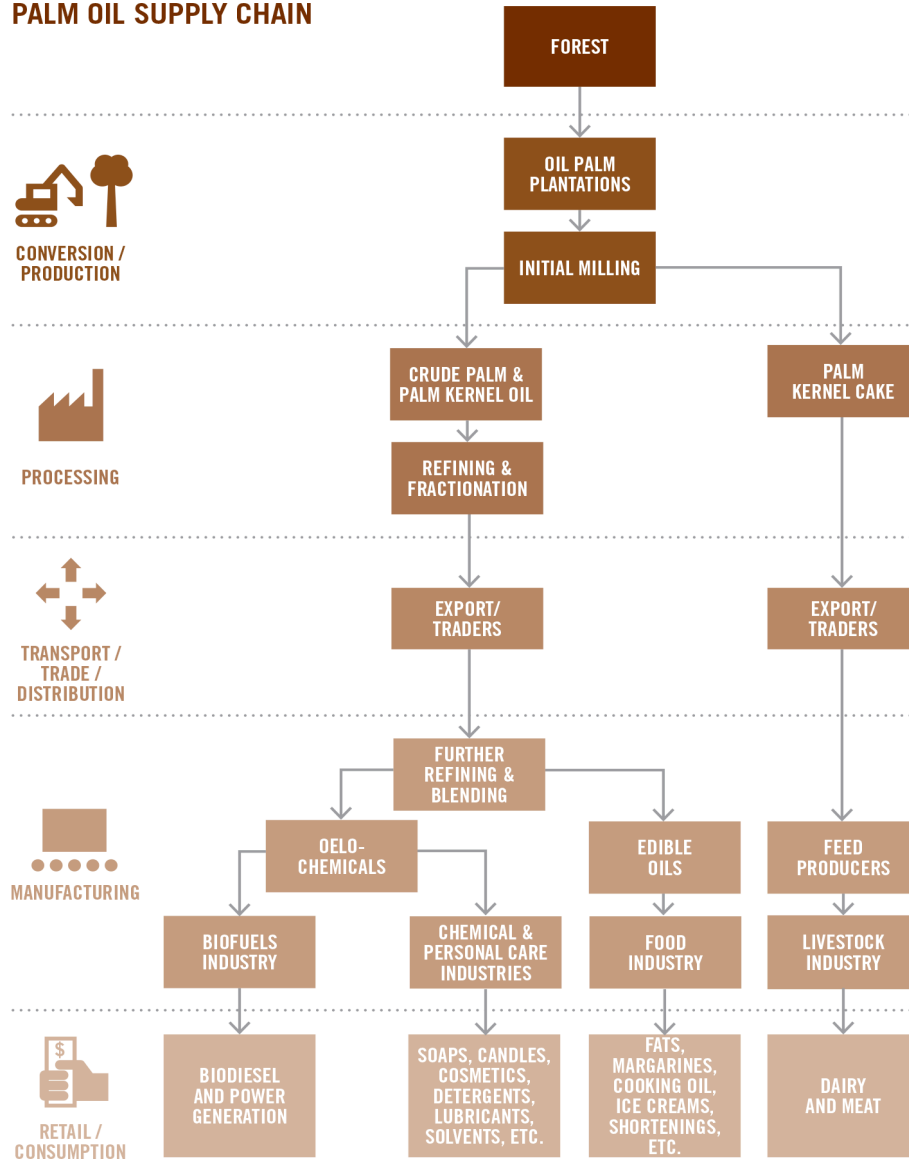 PALM OIL SUPPLY CHAIN
FOREST
OIL PALM
PLANTATIONS
CONVERSION /
PRODUCTION
INITIAL MILLING
CRUDE PALM &
PALM KERNEL OIL
PALM
KERNEL CAKE
PROCESSING
REFINING &
FRACTIONATION
TRANSPORT /
TRADE /
DISTRIBUTION
EXPORT/
TRADERS
EXPORT/
TRADERS
FURTHER
REFINING &
BLENDING
MANUFACTURING
OELO-
CHEMICALS
EDIBLE
OILS
FEED
PRODUCERS
BIOFUELS
INDUSTRY
CHEMICAL &
PERSONAL CARE
INDUSTRIES
FOOD
INDUSTRY
LIVESTOCK
INDUSTRY
$
RETAIL /
CONSUMPTION
BIODIESEL
AND POWER
GENERATION
SOAPS, CANDLES,
COSMETICS,
DETERGENTS,
LUBRICANTS,
SOLVENTS, ETC.
FATS,
MARGARINES,
COOKING OIL,
ICE CREAMS,
SHORTENINGS,
ETC.
DAIRY
AND MEAT